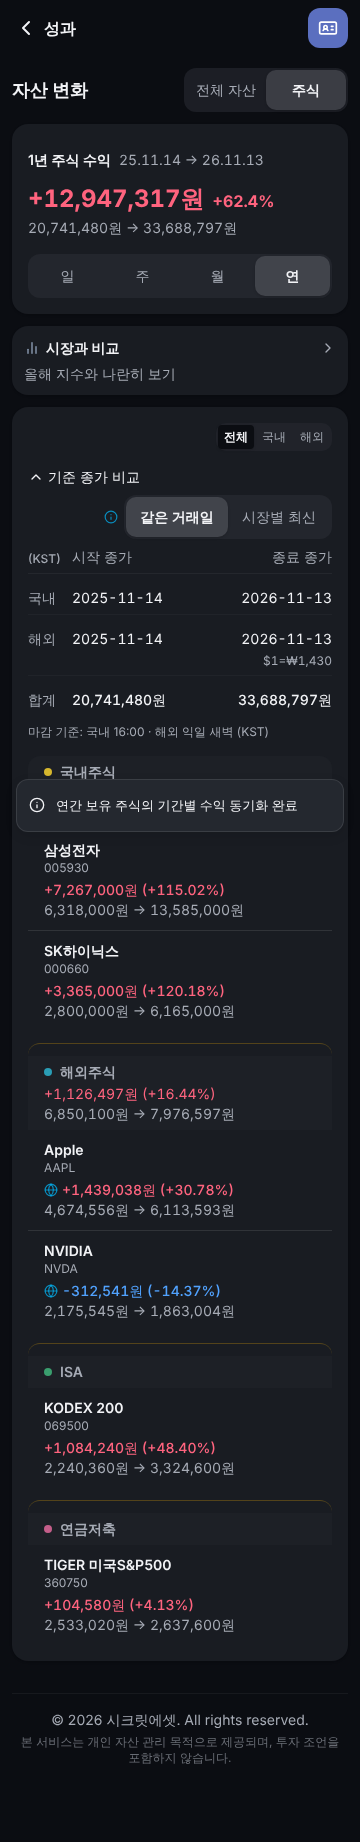 성과
자산 변화
전체 자산 주식
1년 주식 수익 25.11.14 → 26.11.13
+12,947,317원 +62.4%
20,741,480원 → 33,688,797원
일 주 월 연
시장과 비교
올해 지수와 나란히 보기
전체 국내 해외
기준 종가 비교
같은 거래일 시장별 최신
(KST) 시작 종가 종료 종가
국내 2025-11-14 2026-11-13
해외 2025-11-14 2026-11-13
$1=₩1,430
합계 20,741,480원 33,688,797원
마감 기준: 국내 16:00 · 해외 익일 새벽 (KST)
국내주식
연간 보유 주식의 기간별 수익 동기화 완료
삼성전자
005930
+7,267,000원 (+115.02%)
6,318,000원 → 13,585,000원
SK하이닉스
000660
+3,365,000원 (+120.18%)
2,800,000원 → 6,165,000원
해외주식
+1,126,497원 (+16.44%)
6,850,100원 → 7,976,597원
Apple
AAPL
+1,439,038원 (+30.78%)
4,674,556원 → 6,113,593원
NVIDIA
NVDA
-312,541원 (-14.37%)
2,175,545원 → 1,863,004원
ISA
KODEX 200
069500
+1,084,240원 (+48.40%)
2,240,360원 → 3,324,600원
연금저축
TIGER 미국S&P500
360750
+104,580원 (+4.13%)
2,533,020원 → 2,637,600원
© 2026 시크릿에셋. All rights reserved.
본 서비스는 개인 자산 관리 목적으로 제공되며, 투자 조언을
포함하지 않습니다.